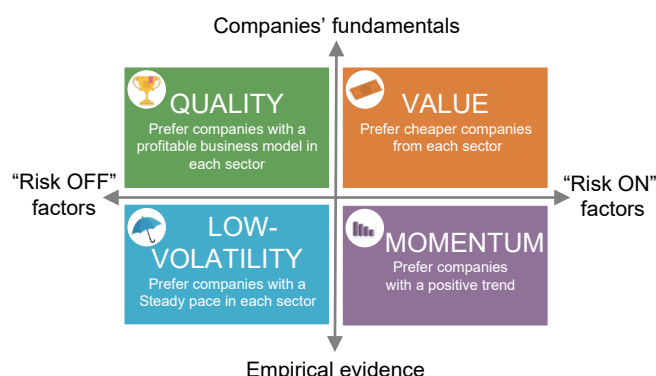 Companies’ fundamentals
QUALITY
Prefer companies with a
profitable business model in
each sector
VALUE
Prefer cheaper companies
from each sector
“Risk OFF”
factors
“Risk ON”
factors
LOW-
VOLATILITY
Prefer companies with a
Steady pace in each sector
MOMENTUM
Prefer companies
with a positive trend
Empirical evidence